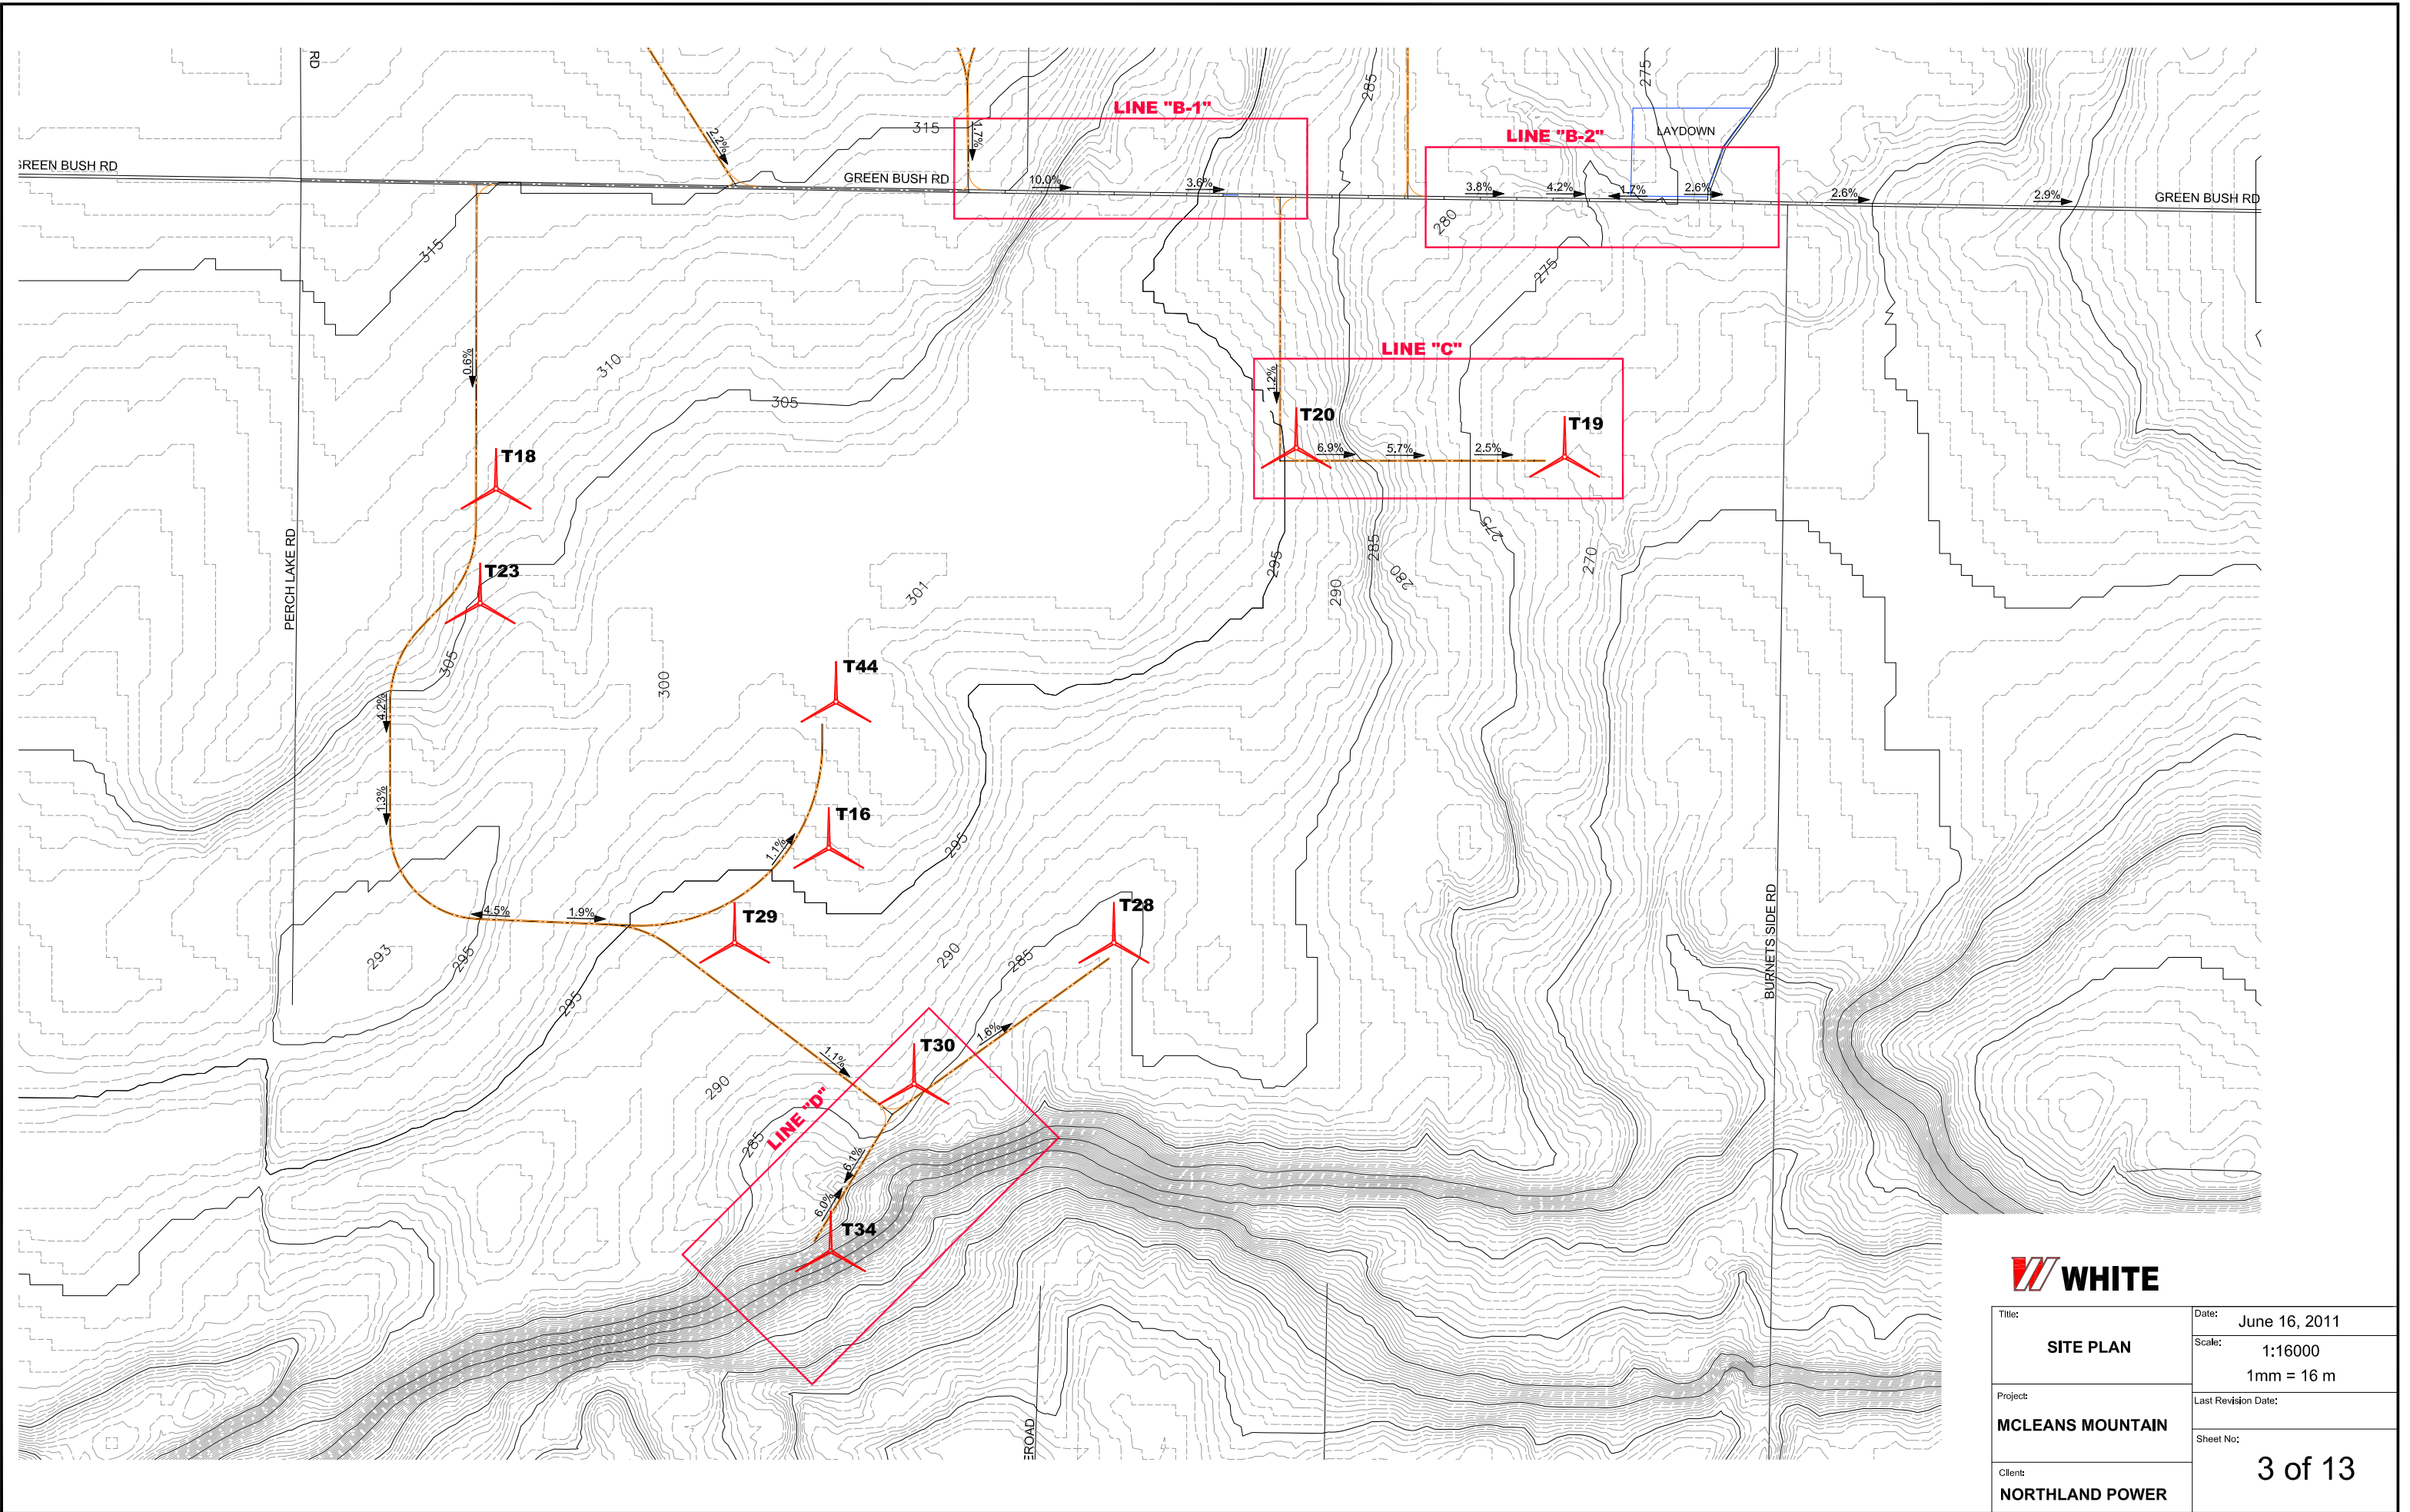 RD
LINE "B-1"
LINE "B-2"
LAYDOWN
275
285
315
2.2%
1.7%
GREEN BUSH RD
GREEN BUSH RD
10.0%
3.6%
3.8%
4.2%
1.7%
2.6%
2.6%
2.9%
GREEN BUSH RD
280
315
275
0.6%
310
305
LINE "C"
1.2%
T20
T19
6.9%
5.7%
2.5%
T18
PERCH LAKE RD
T23
275
285
280
270
295
290
301
305
300
T44
4.2%
1.3%
T16
1.1%
295
T29
T28
4.5%
1.9%
293
295
290
285
295
BURNETS SIDE RD
1.1%
T30
1.6%
290
LINE "D"
285
6.1%
6.0%
T34
EROAD
WHITE
Title:
SITE PLAN
Date:
June 16, 2011
Scale:
1:16000
1mm = 16 m
Project:
MCLEANS MOUNTAIN
Last Revision Date:
Sheet No:
3 of 13
Client:
NORTHLAND POWER